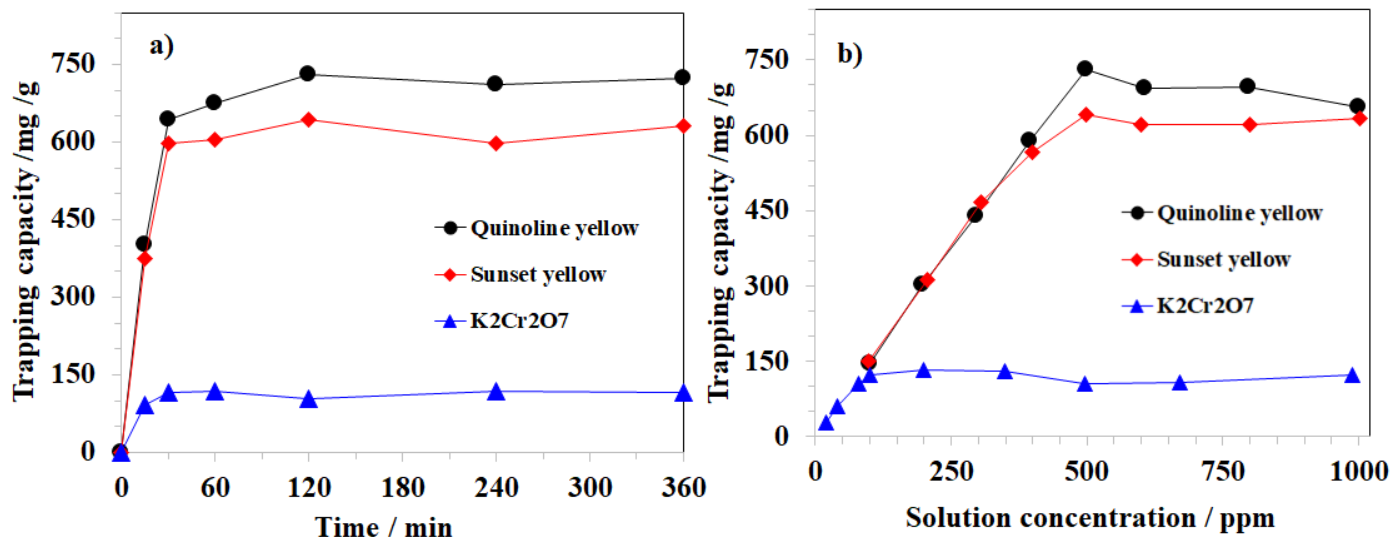 a)
Trapping capacity /mg /g
750
600
450
300
150
0
Quinoline yellow
Sunset yellow
K2Cr2O7
0 60 120 180 240 300 360
Time / min
b)
Trapping capacity/mg /g
750
600
450
300
150
0
Quinoline yellow
Sunset yellow
K2Cr2O7
0 250 500 750 1000
Solution concentration / ppm